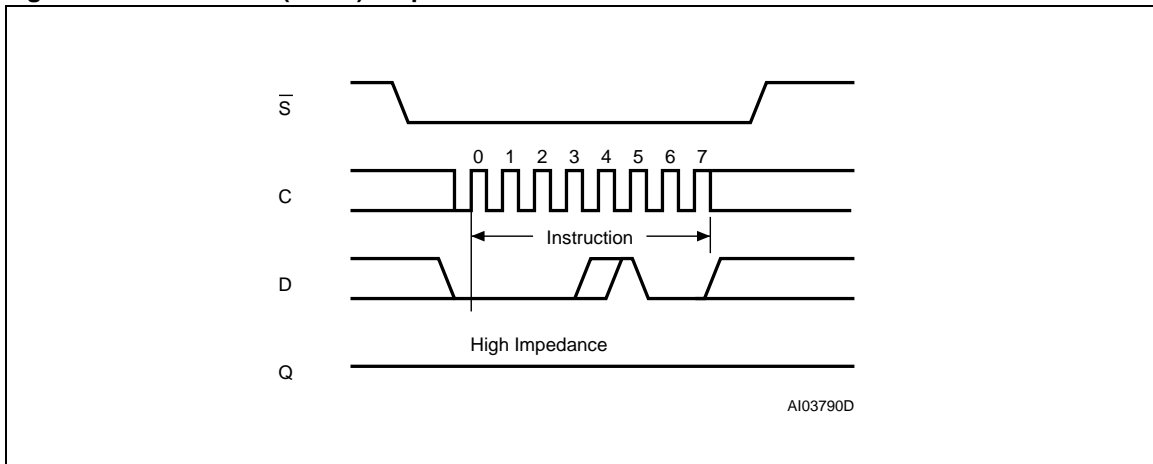 S̅
0 1 2 3 4 5 6 7
C
Instruction
D
High Impedance
Q
AI03790D